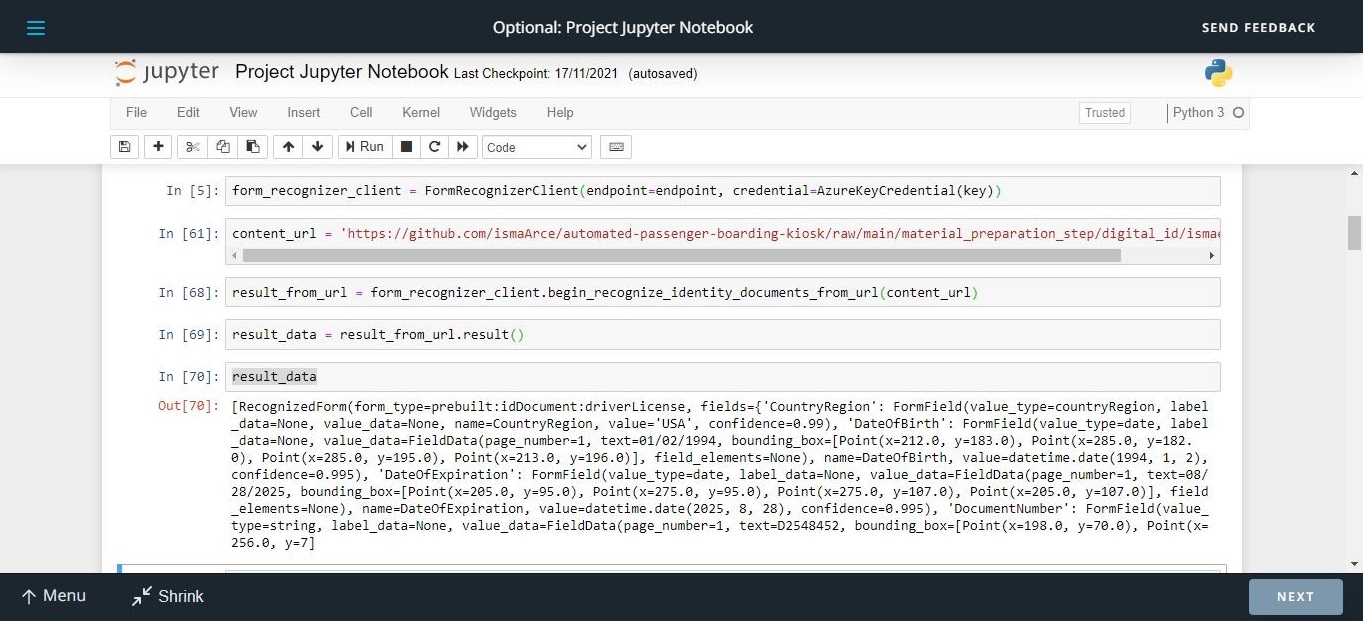 Optional: Project Jupyter Notebook
SEND FEEDBACK
jupyter Project Jupyter Notebook Last Checkpoint: 17/11/2021 (autosaved)
File Edit View Insert Cell Kernel Widgets Help Trusted Python 3
Run Code
In [5]: form_recognizer_client = FormRecognizerClient(endpoint=endpoint, credential=AzureKeyCredential(key))
In [61]: content_url = 'https://github.com/ismaArce/automated-passenger-boarding-kiosk/raw/main/material_preparation_step/digital_id/ismae
In [68]: result_from_url = form_recognizer_client.begin_recognize_identity_documents_from_url(content_url)
In [69]: result_data = result_from_url.result()
In [70]: result_data
Out[70]: [RecognizedForm(form_type=prebuilt:idDocument:driverLicense, fields={'CountryRegion': FormField(value_type=countryRegion, label
_data=None, value_data=None, name=CountryRegion, value='USA', confidence=0.99), 'DateOfBirth': FormField(value_type=date, label
_data=None, value_data=FieldData(page_number=1, text=01/02/1994, bounding_box=[Point(x=212.0, y=183.0), Point(x=285.0, y=182.
0), Point(x=285.0, y=195.0), Point(x=213.0, y=196.0)], field_elements=None), name=DateOfBirth, value=datetime.date(1994, 1, 2),
confidence=0.995), 'DateOfExpiration': FormField(value_type=date, label_data=None, value_data=FieldData(page_number=1, text=08/
28/2025, bounding_box=[Point(x=205.0, y=95.0), Point(x=275.0, y=95.0), Point(x=275.0, y=107.0), Point(x=205.0, y=107.0)], field
_elements=None), name=DateOfExpiration, value=datetime.date(2025, 8, 28), confidence=0.995), 'DocumentNumber': FormField(value_
type=string, label_data=None, value_data=FieldData(page_number=1, text=D2548452, bounding_box=[Point(x=198.0, y=70.0), Point(x=
256.0, y=7]
Menu Shrink NEXT